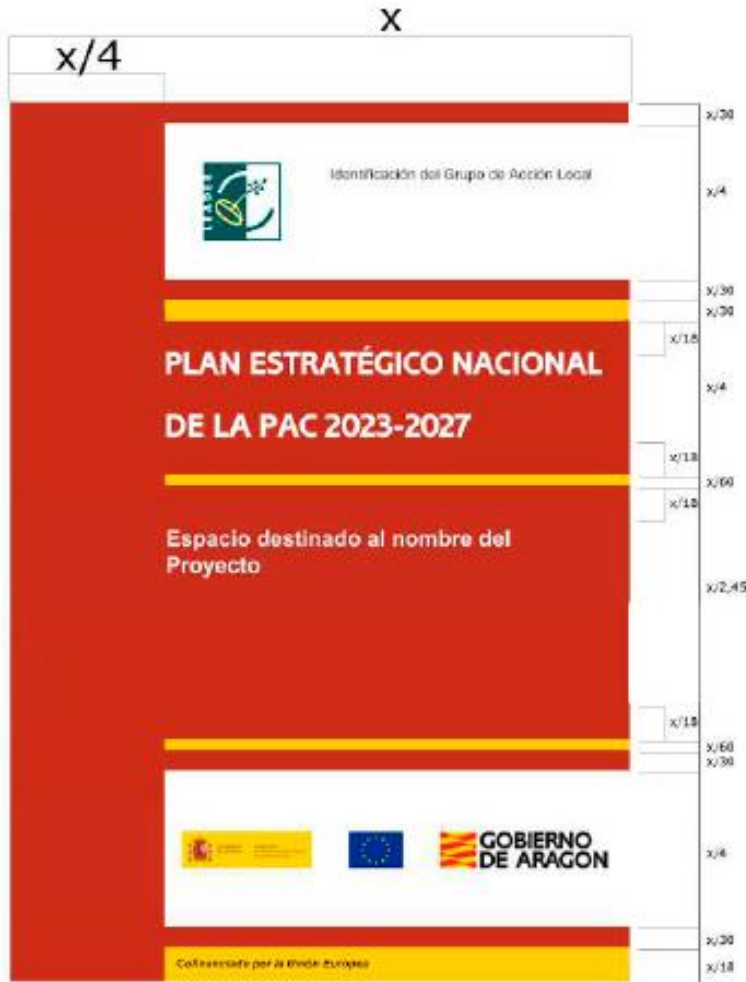 x
x/4
x/30
LEADER
Identificación del Grupo de Acción Local
x/4
x/30
x/30
x/18
PLAN ESTRATÉGICO NACIONAL
x/4
DE LA PAC 2023-2027
x/18
x/60
x/18
Espacio destinado al nombre del
Proyecto
x/2,45
x/18
x/60
x/30
GOBIERNO
DE ARAGON
x/4
x/30
Cofinanciado por la Unión Europea
x/18